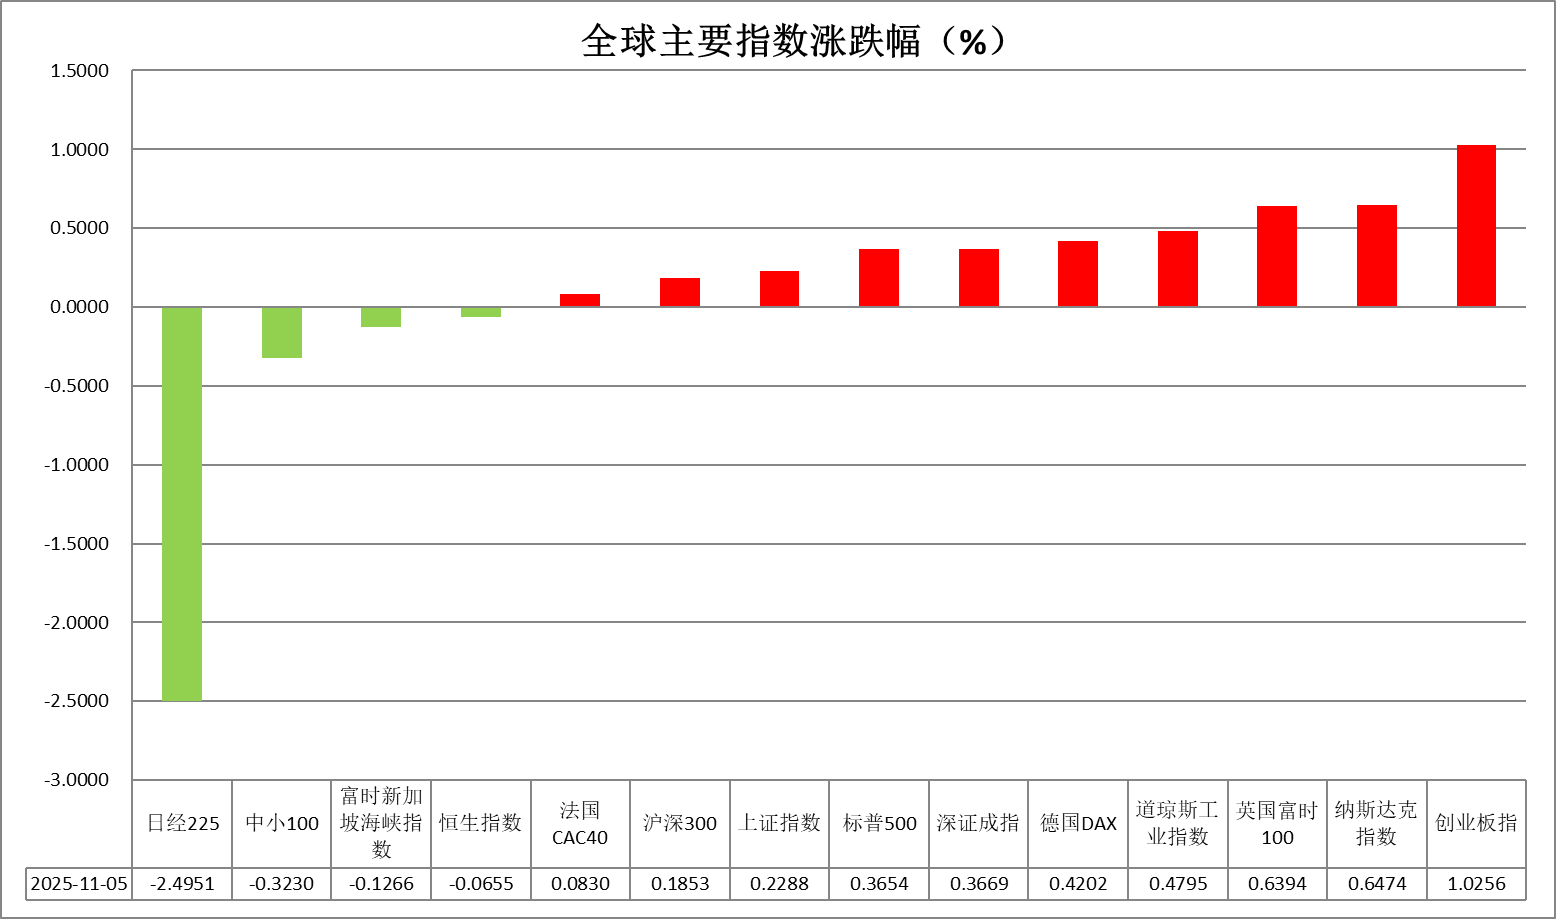 全球主要指数涨跌幅（%）
1.5000
1.0000
0.5000
0.0000
-0.5000
-1.0000
-1.5000
-2.0000
-2.5000
-3.0000
日经225
中小100
富时新加
坡海峡指
数
恒生指数
法国
CAC40
沪深300
上证指数
标普500
深证成指
德国DAX
道琼斯工
业指数
英国富时
100
纳斯达克
指数
创业板指
2025-11-05 -2.4951 -0.3230 -0.1266 -0.0655 0.0830 0.1853 0.2288 0.3654 0.3669 0.4202 0.4795 0.6394 0.6474 1.0256